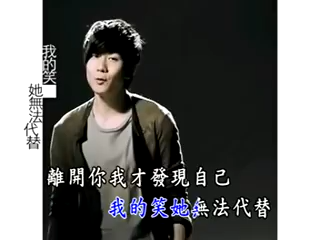 我的笑
她無法代替
離開你我才發現自己
我的笑她無法代替